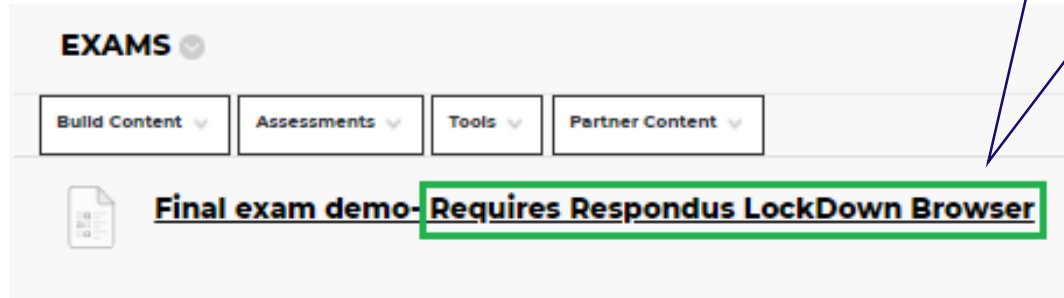 EXAMS
Build Content Assessments Tools Partner Content
Final exam demo- Requires Respondus LockDown Browser